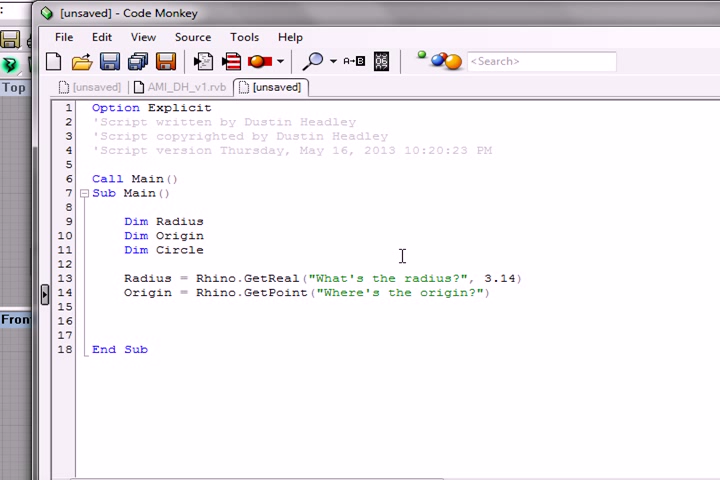 [unsaved] - Code Monkey
File Edit View Source Tools Help
<Search>
Top
[unsaved] AMI_DH_v1.rvb [unsaved]
1 Option Explicit
2 'Script written by Dustin Headley
3 'Script copyrighted by Dustin Headley
4 'Script version Thursday, May 16, 2013 10:20:23 PM
5
6 Call Main()
7 Sub Main()
8
9 Dim Radius
10 Dim Origin
11 Dim Circle
12
13 Radius = Rhino.GetReal("What's the radius?", 3.14)
14 Origin = Rhino.GetPoint("Where's the origin?")
15
16
Fron
17
18 End Sub